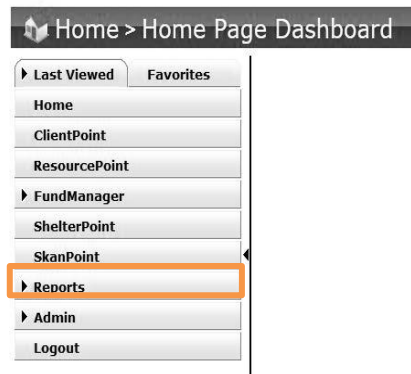 Home > Home Page Dashboard
Last Viewed Favorites
Home
ClientPoint
ResourcePoint
FundManager
ShelterPoint
SkanPoint
Reports
Admin
Logout